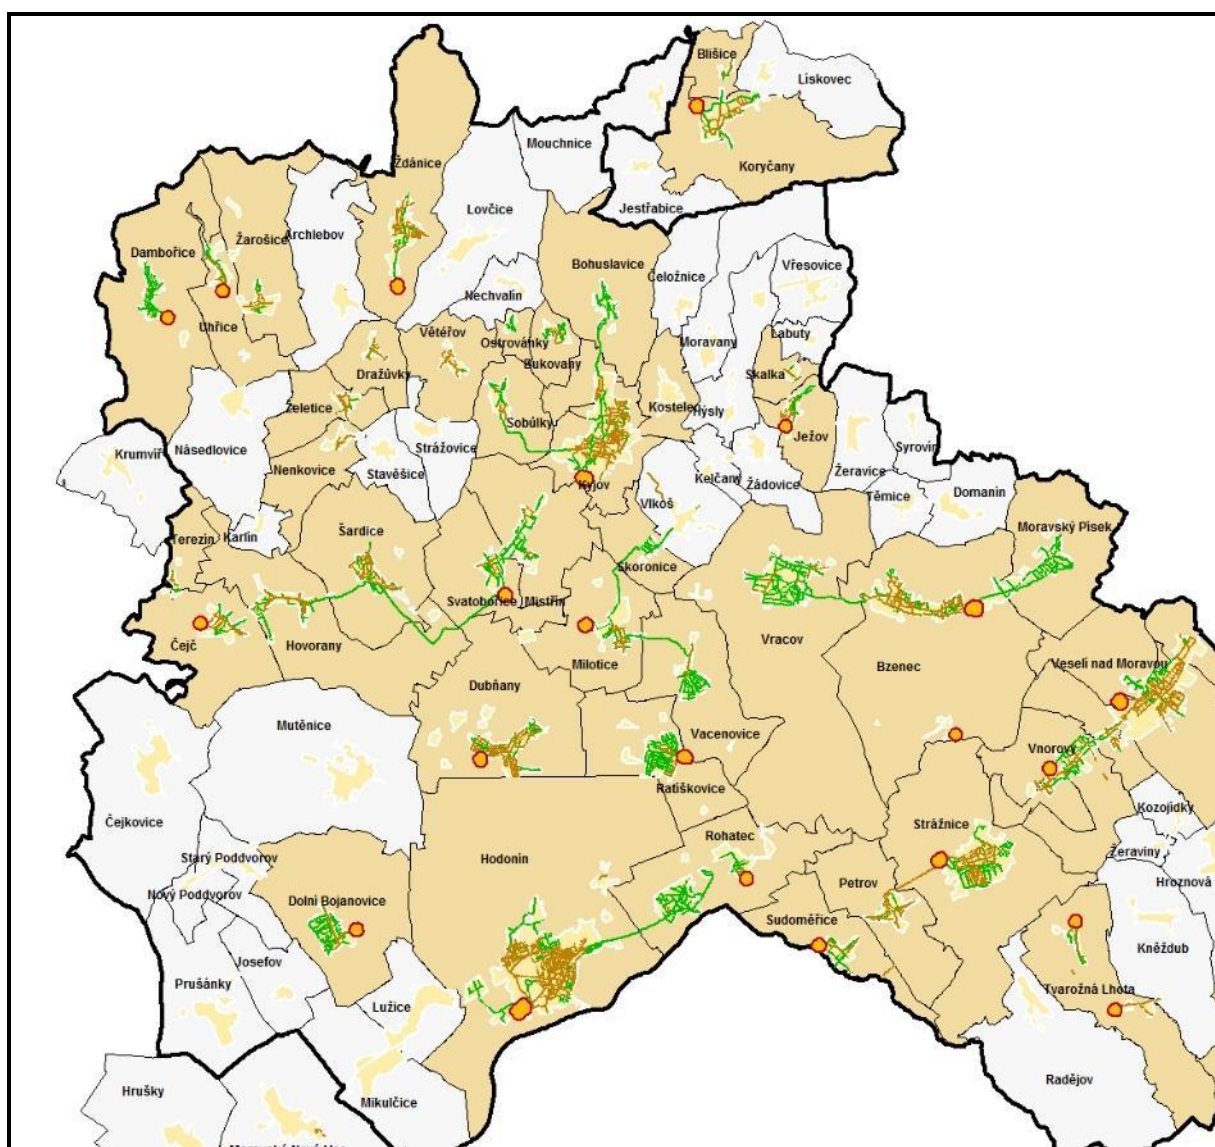 Blišice
Lískovec
Mouchnice
Ždánice
Koryčany
Lovčice
Jestřabice
Archlebov
Žarošice
Dambořice
Bohuslavice
Čeložnice
Vřesovice
Nechvalín
Uhřice
Větéřov
Ostrovánky
Moravany
Labuty
Bukovany
Dražůvky
Skalka
Želetice
Kostelec
Hýsly
Sobůlky
Ježov
Násedlovice
Strážovice
Krumvíř
Syrovín
Nenkovice
Stavěšice
Kelčany
Žeravice
Kyjov
Žádovice
Domanín
Vlkoš
Těmice
Moravský Písek
Šardice
Terezín
Karlín
Skoronice
Svatobořice_Mistřín
Vracov
Čejč
Hovorany
Milotice
Bzenec
Veselí nad Moravou
Dubňany
Mutěnice
Vacenovice
Vnorovy
Ratíškovice
Kozojídky
Čejkovice
Strážnice
Rohatec
Starý Poddvorov
Hodonín
Žeraviny
Hroznová
Petrov
Nový Poddvorov
Dolní Bojanovice
Sudoměřice
Kněždub
Josefov
Prušánky
Tvarožná Lhota
Lužice
Radějov
Hrušky
Mikulčice